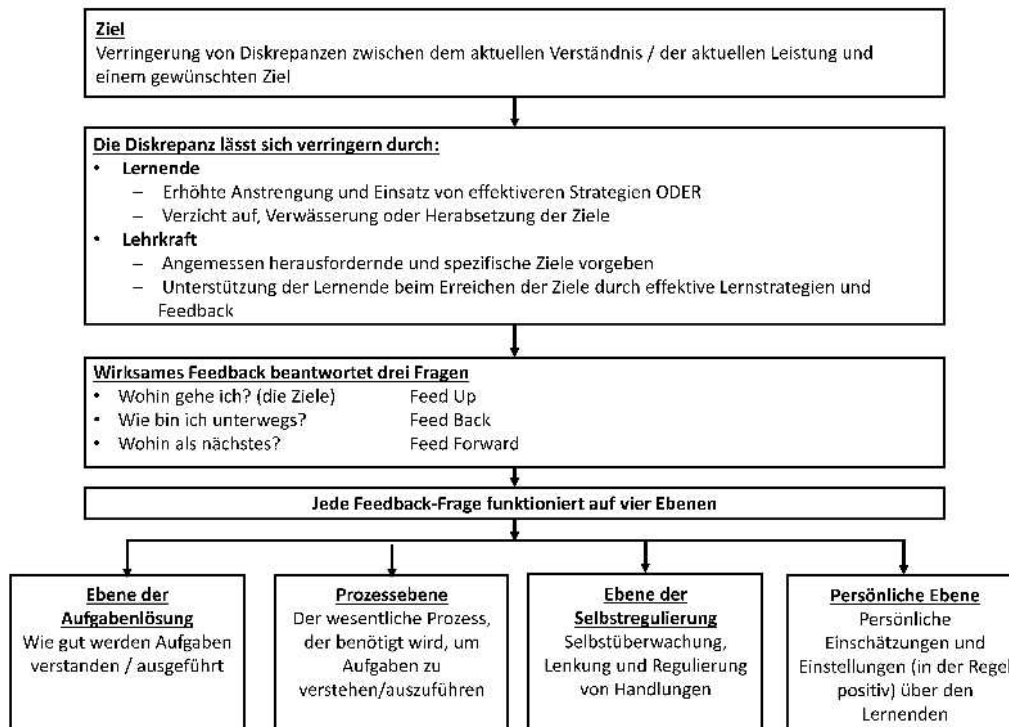 Ziel
Verringerung von Diskrepanzen zwischen dem aktuellen Verständnis / der aktuellen Leistung und
einem gewünschten Ziel
Die Diskrepanz lässt sich verringern durch:
• Lernende
– Erhöhte Anstrengung und Einsatz von effektiveren Strategien ODER
– Verzicht auf, Verwässerung oder Herabsetzung der Ziele
• Lehrkraft
– Angemessen herausfordernde und spezifische Ziele vorgeben
– Unterstützung der Lernende beim Erreichen der Ziele durch effektive Lernstrategien und
Feedback
Wirksames Feedback beantwortet drei Fragen
• Wohin gehe ich? (die Ziele) Feed Up
• Wie bin ich unterwegs? Feed Back
• Wohin als nächstes? Feed Forward
Jede Feedback-Frage funktioniert auf vier Ebenen
Ebene der
Aufgabenlösung
Wie gut werden Aufgaben
verstanden / ausgeführt
Prozessebene
Der wesentliche Prozess,
der benötigt wird, um
Aufgaben zu
verstehen/auszuführen
Ebene der
Selbstregulierung
Selbstüberwachung,
Lenkung und Regulierung
von Handlungen
Persönliche Ebene
Persönliche
Einschätzungen und
Einstellungen (in der Regel
positiv) über den
Lernenden